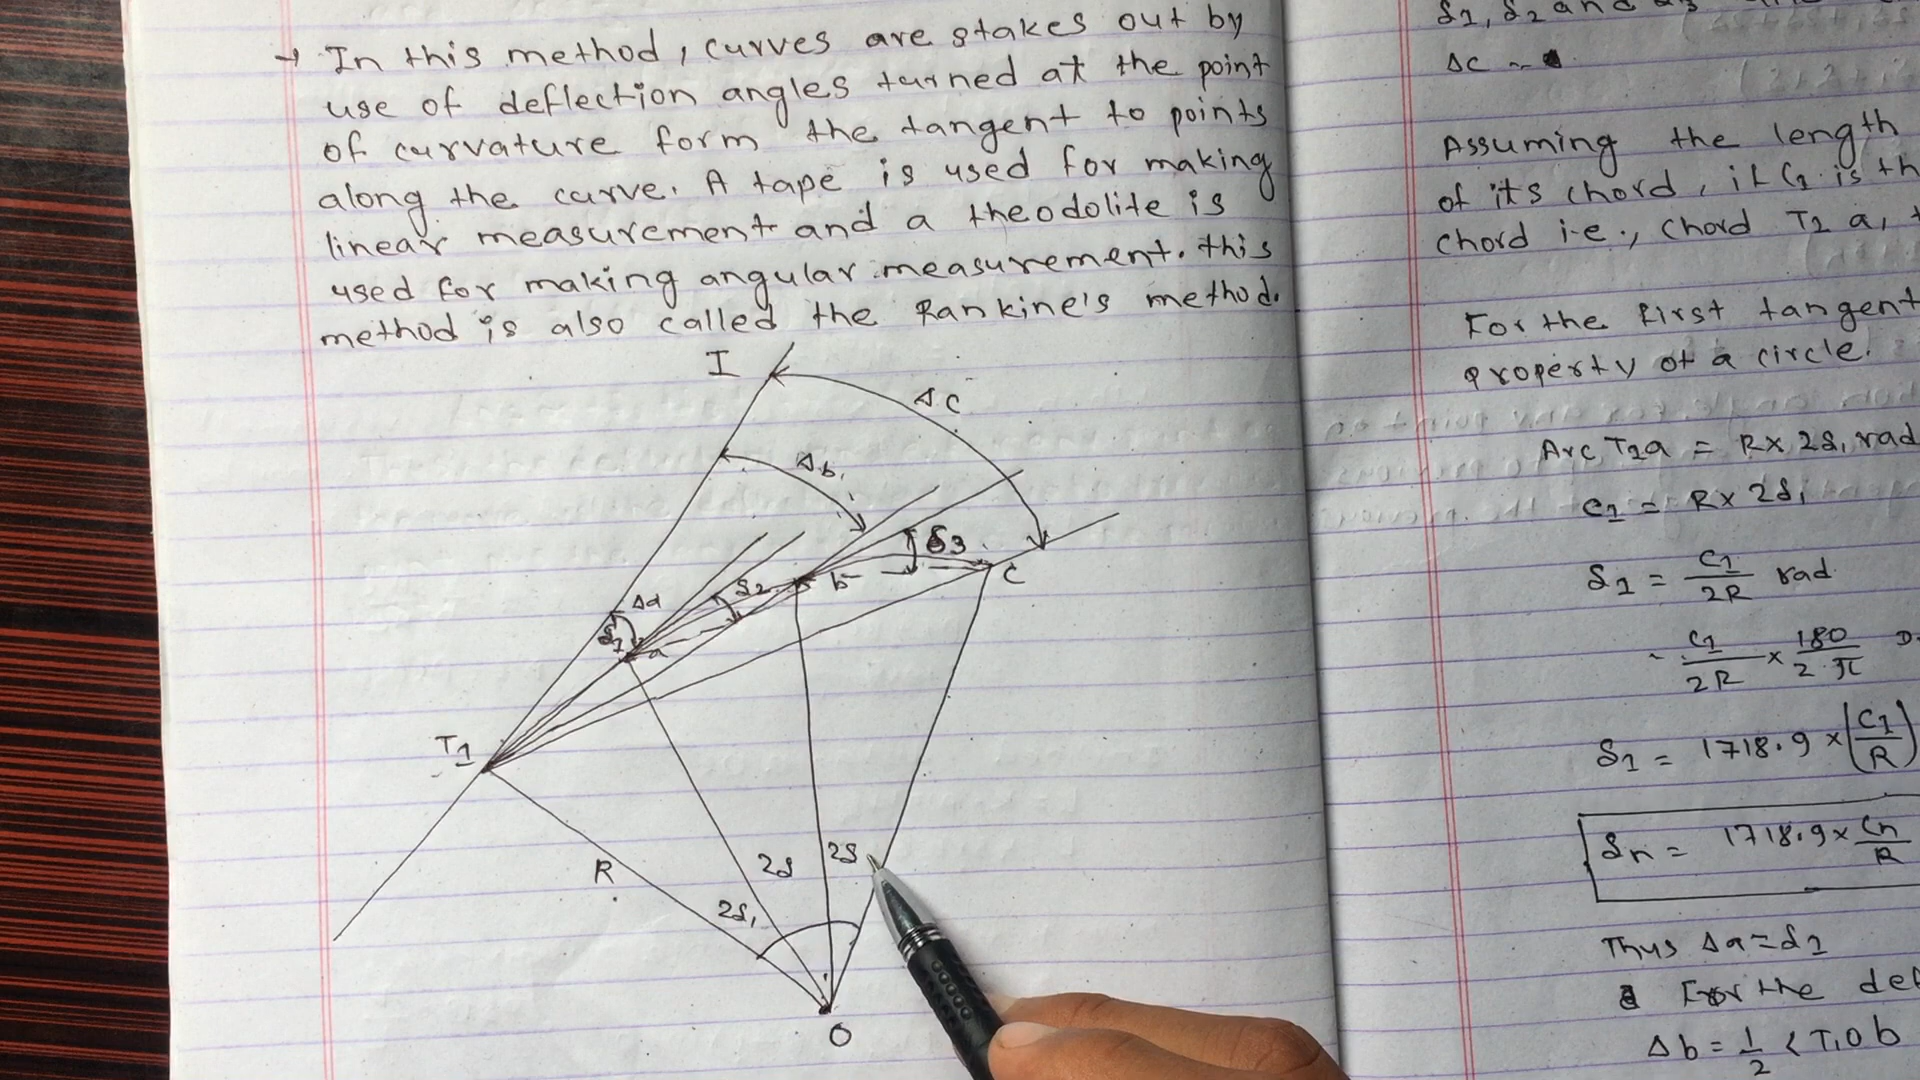 → In this method, curves are stakes out by
use of deflection angles turned at the point
of curvature form the tangent to points
along the curve. A tape is used for making
linear measurement and a theodolite is
used for making angular measurement. this
method is also called the Rankine's method.
I
Δc
Δb
δ3
δ2
b
c
Δa
δ1
a
T1
R
2δ
2δ
2δ1
O
δ1, δ2 and
Δc
Assuming the length
of its chord, if C1 is th
chord i.e., chord T1 a,
For the first tangent
property of a circle.
Arc T1a = R x 2δ1 rad
C1 = R x 2δ1
δ1 = C1/2R rad
C1/2R x 180/2.π D
δ1 = 1718.9 x (C1/R)
δn = 1718.9 x Cn/R
Thus Δa = δ1
For the def
Δb = 1/2 < T1Ob